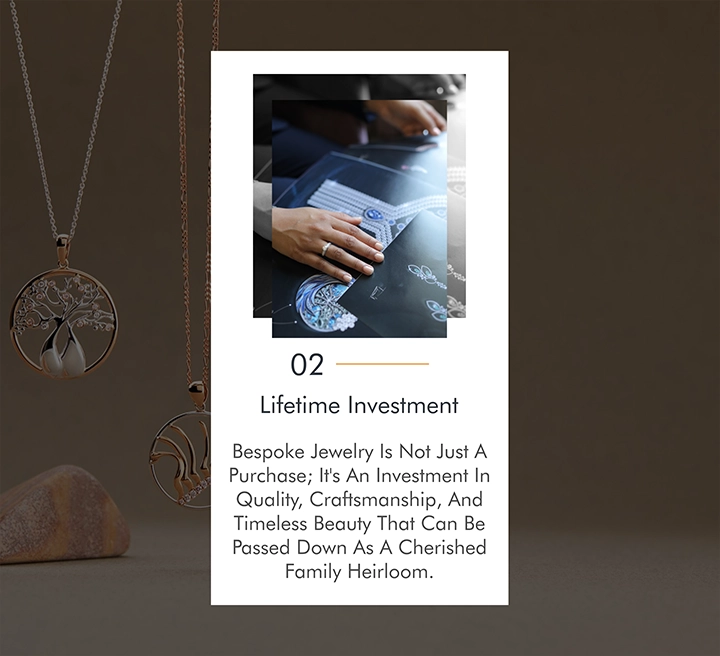 02
Lifetime Investment
Bespoke Jewelry Is Not Just A
Purchase; It's An Investment In
Quality, Craftsmanship, And
Timeless Beauty That Can Be
Passed Down As A Cherished
Family Heirloom.